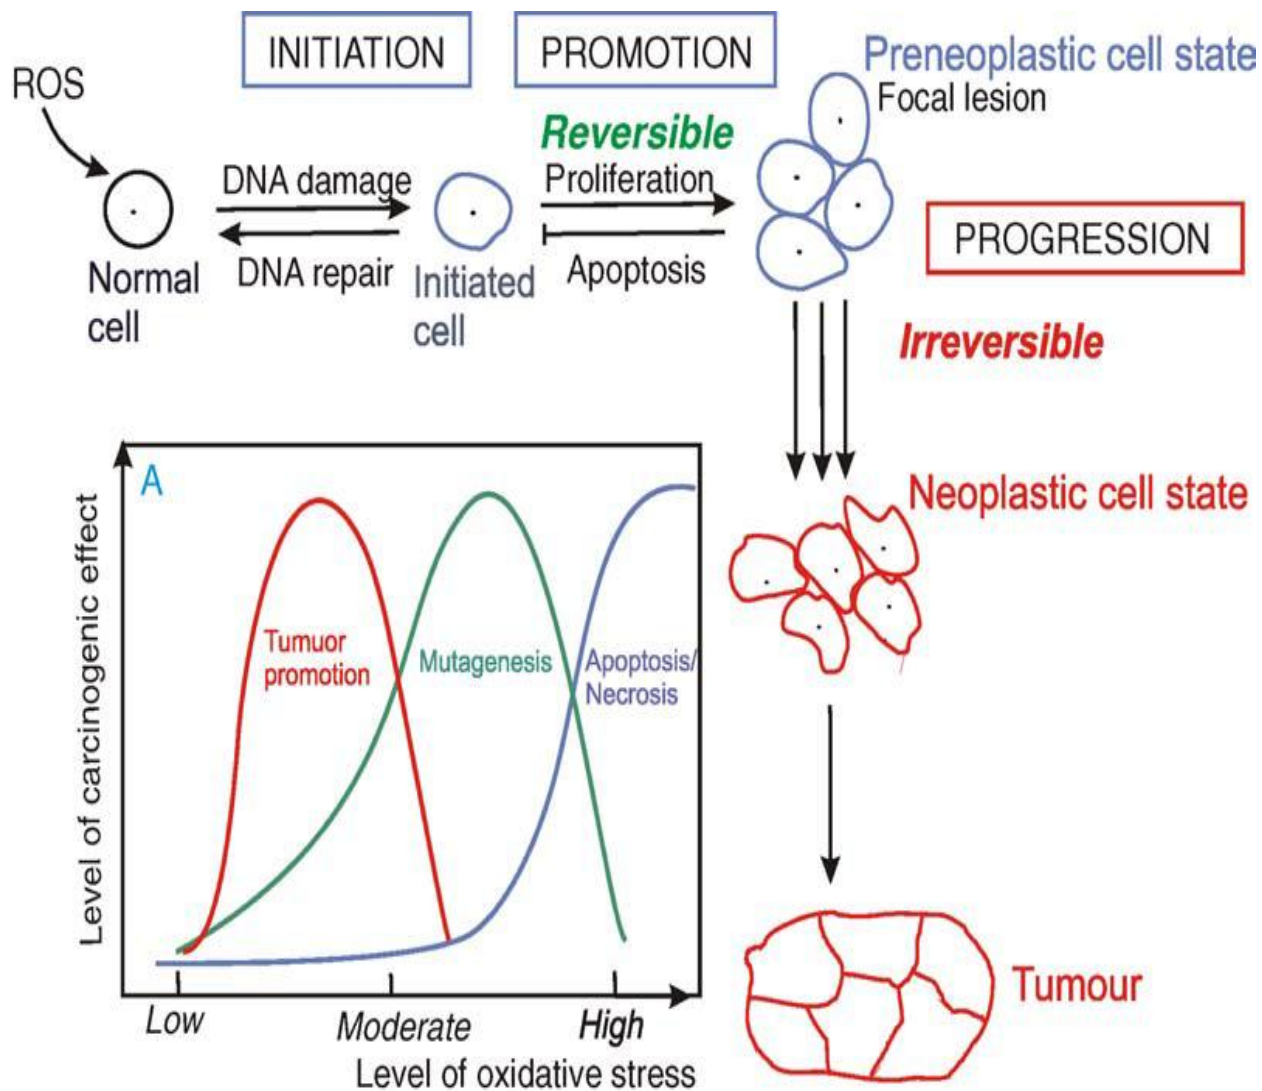 INITIATION
PROMOTION
Preneoplastic cell state
Focal lesion
ROS
Reversible
DNA damage
Proliferation
DNA repair
Apoptosis
Normal
cell
Initiated
cell
PROGRESSION
Irreversible
A
Level of carcinogenic effect
Tumuor
promotion
Mutagenesis
Apoptosis/
Necrosis
Low
Moderate
High
Level of oxidative stress
Neoplastic cell state
Tumour